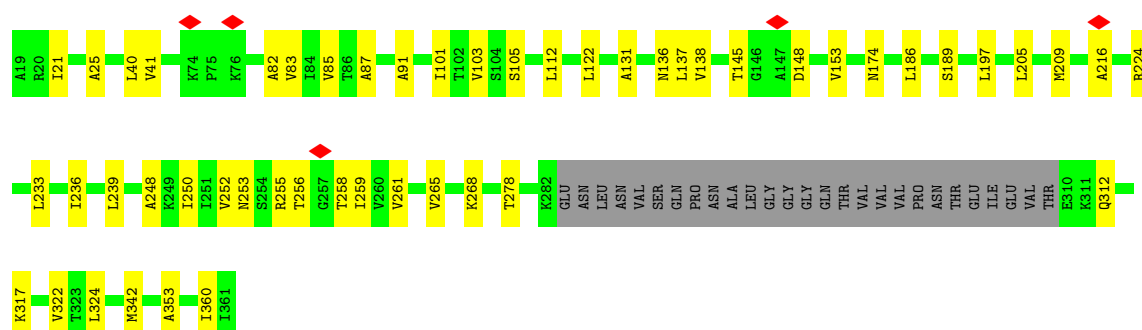 A19 R20 I21 A25 L40 V41 K74 P75 K76 A82 V83 I84 V85 T86 A87 A91 I101 T102 V103 S104 S105 L112 L122 A131 N136 L137 V138 T145 G146 A147 D148 V153 N174 L186 S189 L197 L205 M209 A216 R224
L233 I236 L239 A248 K249 I250 I251 V252 N253 S254 R255 T256 G257 T258 I259 V260 V261 V265 K268 T278 K282 GLU ASN LEU ASN VAL SER GLN PRO ASN ALA LEU GLY GLY GLY GLN THR VAL VAL VAL PRO ASN THR GLU ILE GLU VAL THR E310 K311 Q312
K317 V322 T323 L324 M342 A353 I360 I361